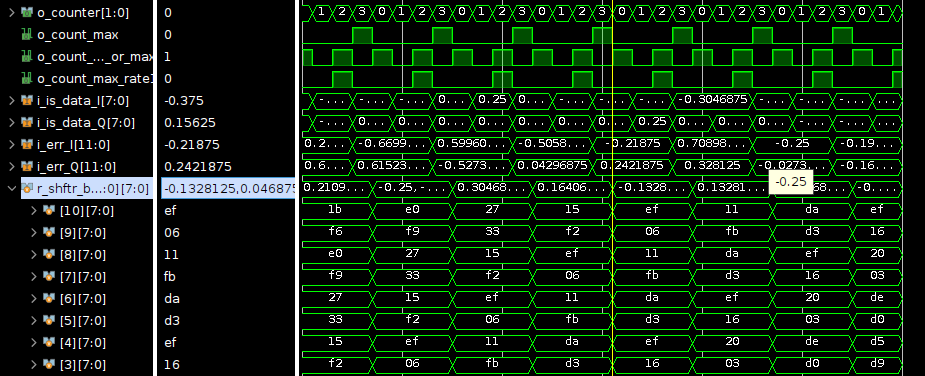 o_counter[1:0] 0 1 2 3 0 1 2 3 0 1 2 3 0 1 2 3 0 1 2 3 0 1 2 3 0 1 2 3 0 1
o_count_max 0
o_count_..._or_max 1
o_count_max_rate1 0
i_is_data_I[7:0] -0.375 -... -... -... 0... 0.25 0... -... -... -... -0.3046875 -... -... -...
i_is_data_Q[7:0] 0.15625 -... 0... -... 0... 0... 0... 0... 0... 0.25 0... -... -... -... -... 0...
i_err_I[11:0] -0.21875 0.2... -0.6699... 0.59960... -0.5058... -0.21875 0.70898... -0.25 -0.19...
i_err_Q[11:0] 0.2421875 0.6... 0.61523... -0.5273... 0.04296875 0.2421875 0.328125 -0.0273... -0.16...
r_shftr_b...:0][7:0] -0.1328125,0.046875 0.2109... -0.25,-... 0.30468... 0.16406... -0.1328... 0.13281... 68... -0...
-0.25
[10][7:0] ef 1b e0 27 15 ef 11 da ef
[9][7:0] 06 f6 f9 33 f2 06 fb d3 16
[8][7:0] 11 e0 27 15 ef 11 da ef 20
[7][7:0] fb f9 33 f2 06 fb d3 16 03
[6][7:0] da 27 15 ef 11 da ef 20 de
[5][7:0] d3 33 f2 06 fb d3 16 03 d0
[4][7:0] ef 15 ef 11 da ef 20 de d5
[3][7:0] 16 f2 06 fb d3 16 03 d0 d9